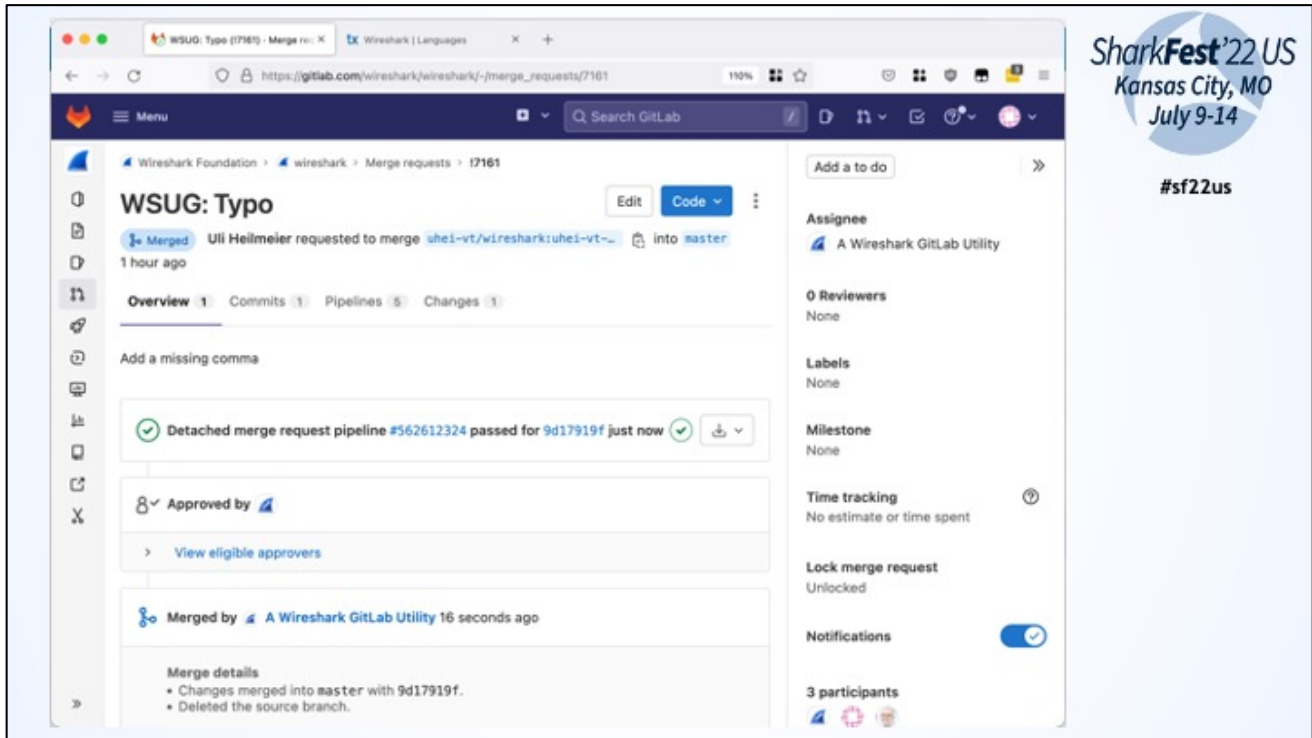 WSUG: Typo (!7161) · Merge rec
Wireshark | Languages
https://gitlab.com/wireshark/wireshark/-/merge_requests/7161
110%
Menu
Search GitLab
Wireshark Foundation > wireshark > Merge requests > !7161
WSUG: Typo
Edit
Code
Merged Uli Heilmeier requested to merge uhei-vt/wireshark:uhei-vt-… into master
1 hour ago
Overview 1 Commits 1 Pipelines 5 Changes 1
Add a missing comma
Detached merge request pipeline #562612324 passed for 9d17919f just now
Approved by
View eligible approvers
Merged by A Wireshark GitLab Utility 16 seconds ago
Merge details
• Changes merged into master with 9d17919f.
• Deleted the source branch.
Add a to do
Assignee
A Wireshark GitLab Utility
0 Reviewers
None
Labels
None
Milestone
None
Time tracking
No estimate or time spent
Lock merge request
Unlocked
Notifications
3 participants
SharkFest'22 US
Kansas City, MO
July 9-14
#sf22us